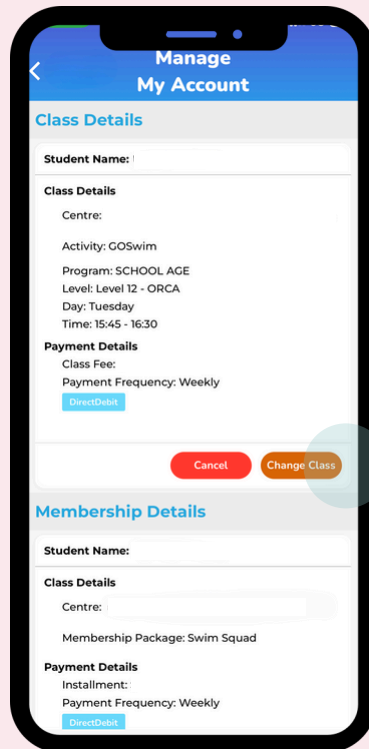 Manage
My Account
Class Details
Student Name:
Class Details
Centre:
Activity: GOSwim
Program: SCHOOL AGE
Level: Level 12 - ORCA
Day: Tuesday
Time: 15:45 - 16:30
Payment Details
Class Fee:
Payment Frequency: Weekly
DirectDebit
Cancel
Change Class
Membership Details
Student Name:
Class Details
Centre:
Membership Package: Swim Squad
Payment Details
Installment:
Payment Frequency: Weekly
DirectDebit